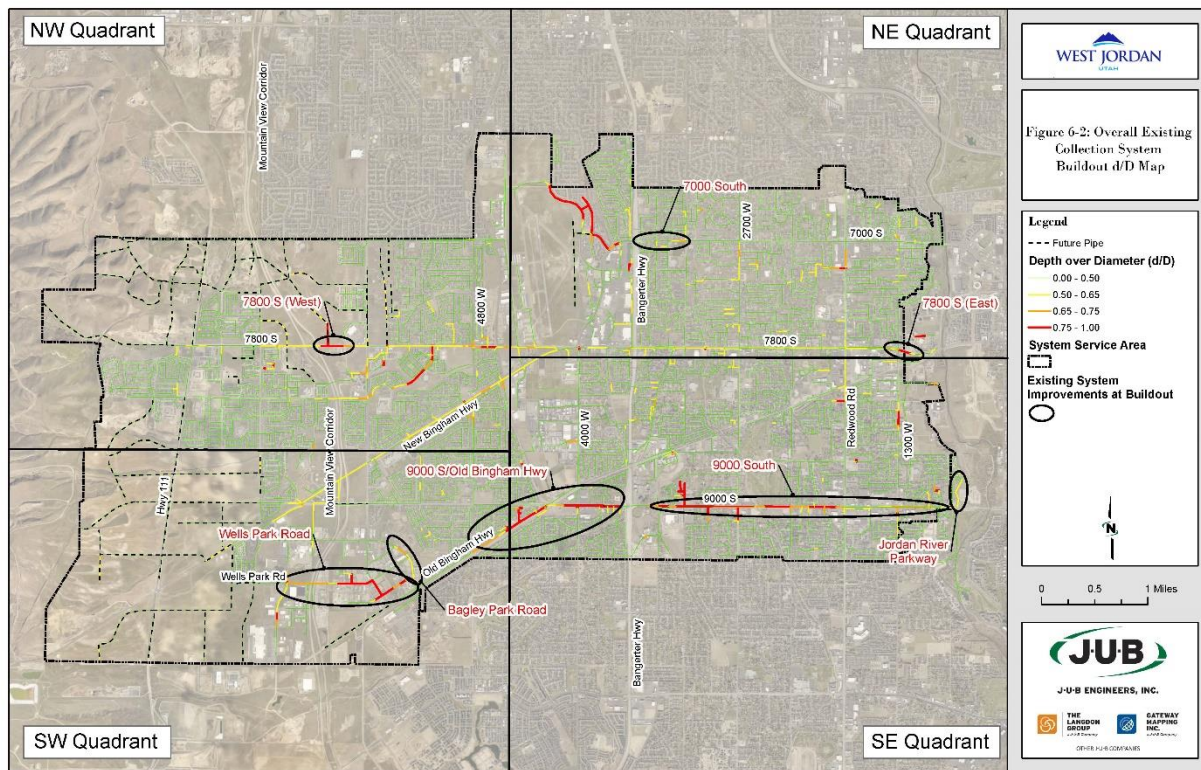 NW Quadrant
NE Quadrant
Mountain View Corridor
7000 South
2700 W
7000 S
Bangerter Hwy
7800 S (West)
4800 W
7800 S (East)
7800 S
7800 S
New Bingham Hwy
4000 W
Redwood Rd
1300 W
Mountain View Corridor
Hwy 111
9000 S/Old Bingham Hwy
9000 South
9000 S
Wells Park Road
Old Bingham Hwy
Jordan River
Parkway
Wells Park Rd
Bagley Park Road
Bangerter Hwy
SW Quadrant
SE Quadrant
WEST JORDAN
UTAH
Figure 6-2: Overall Existing
Collection System
Buildout d/D Map
Legend
Future Pipe
Depth over Diameter (d/D)
0.00 - 0.50
0.50 - 0.65
0.65 - 0.75
0.75 - 1.00
System Service Area
Existing System
Improvements at Buildout
N
0 0.5 1 Miles
J·U·B
J·U·B ENGINEERS, INC.
THE
LANGDON
GROUP
GATEWAY
MAPPING
INC.
OTHER J·U·B COMPANIES